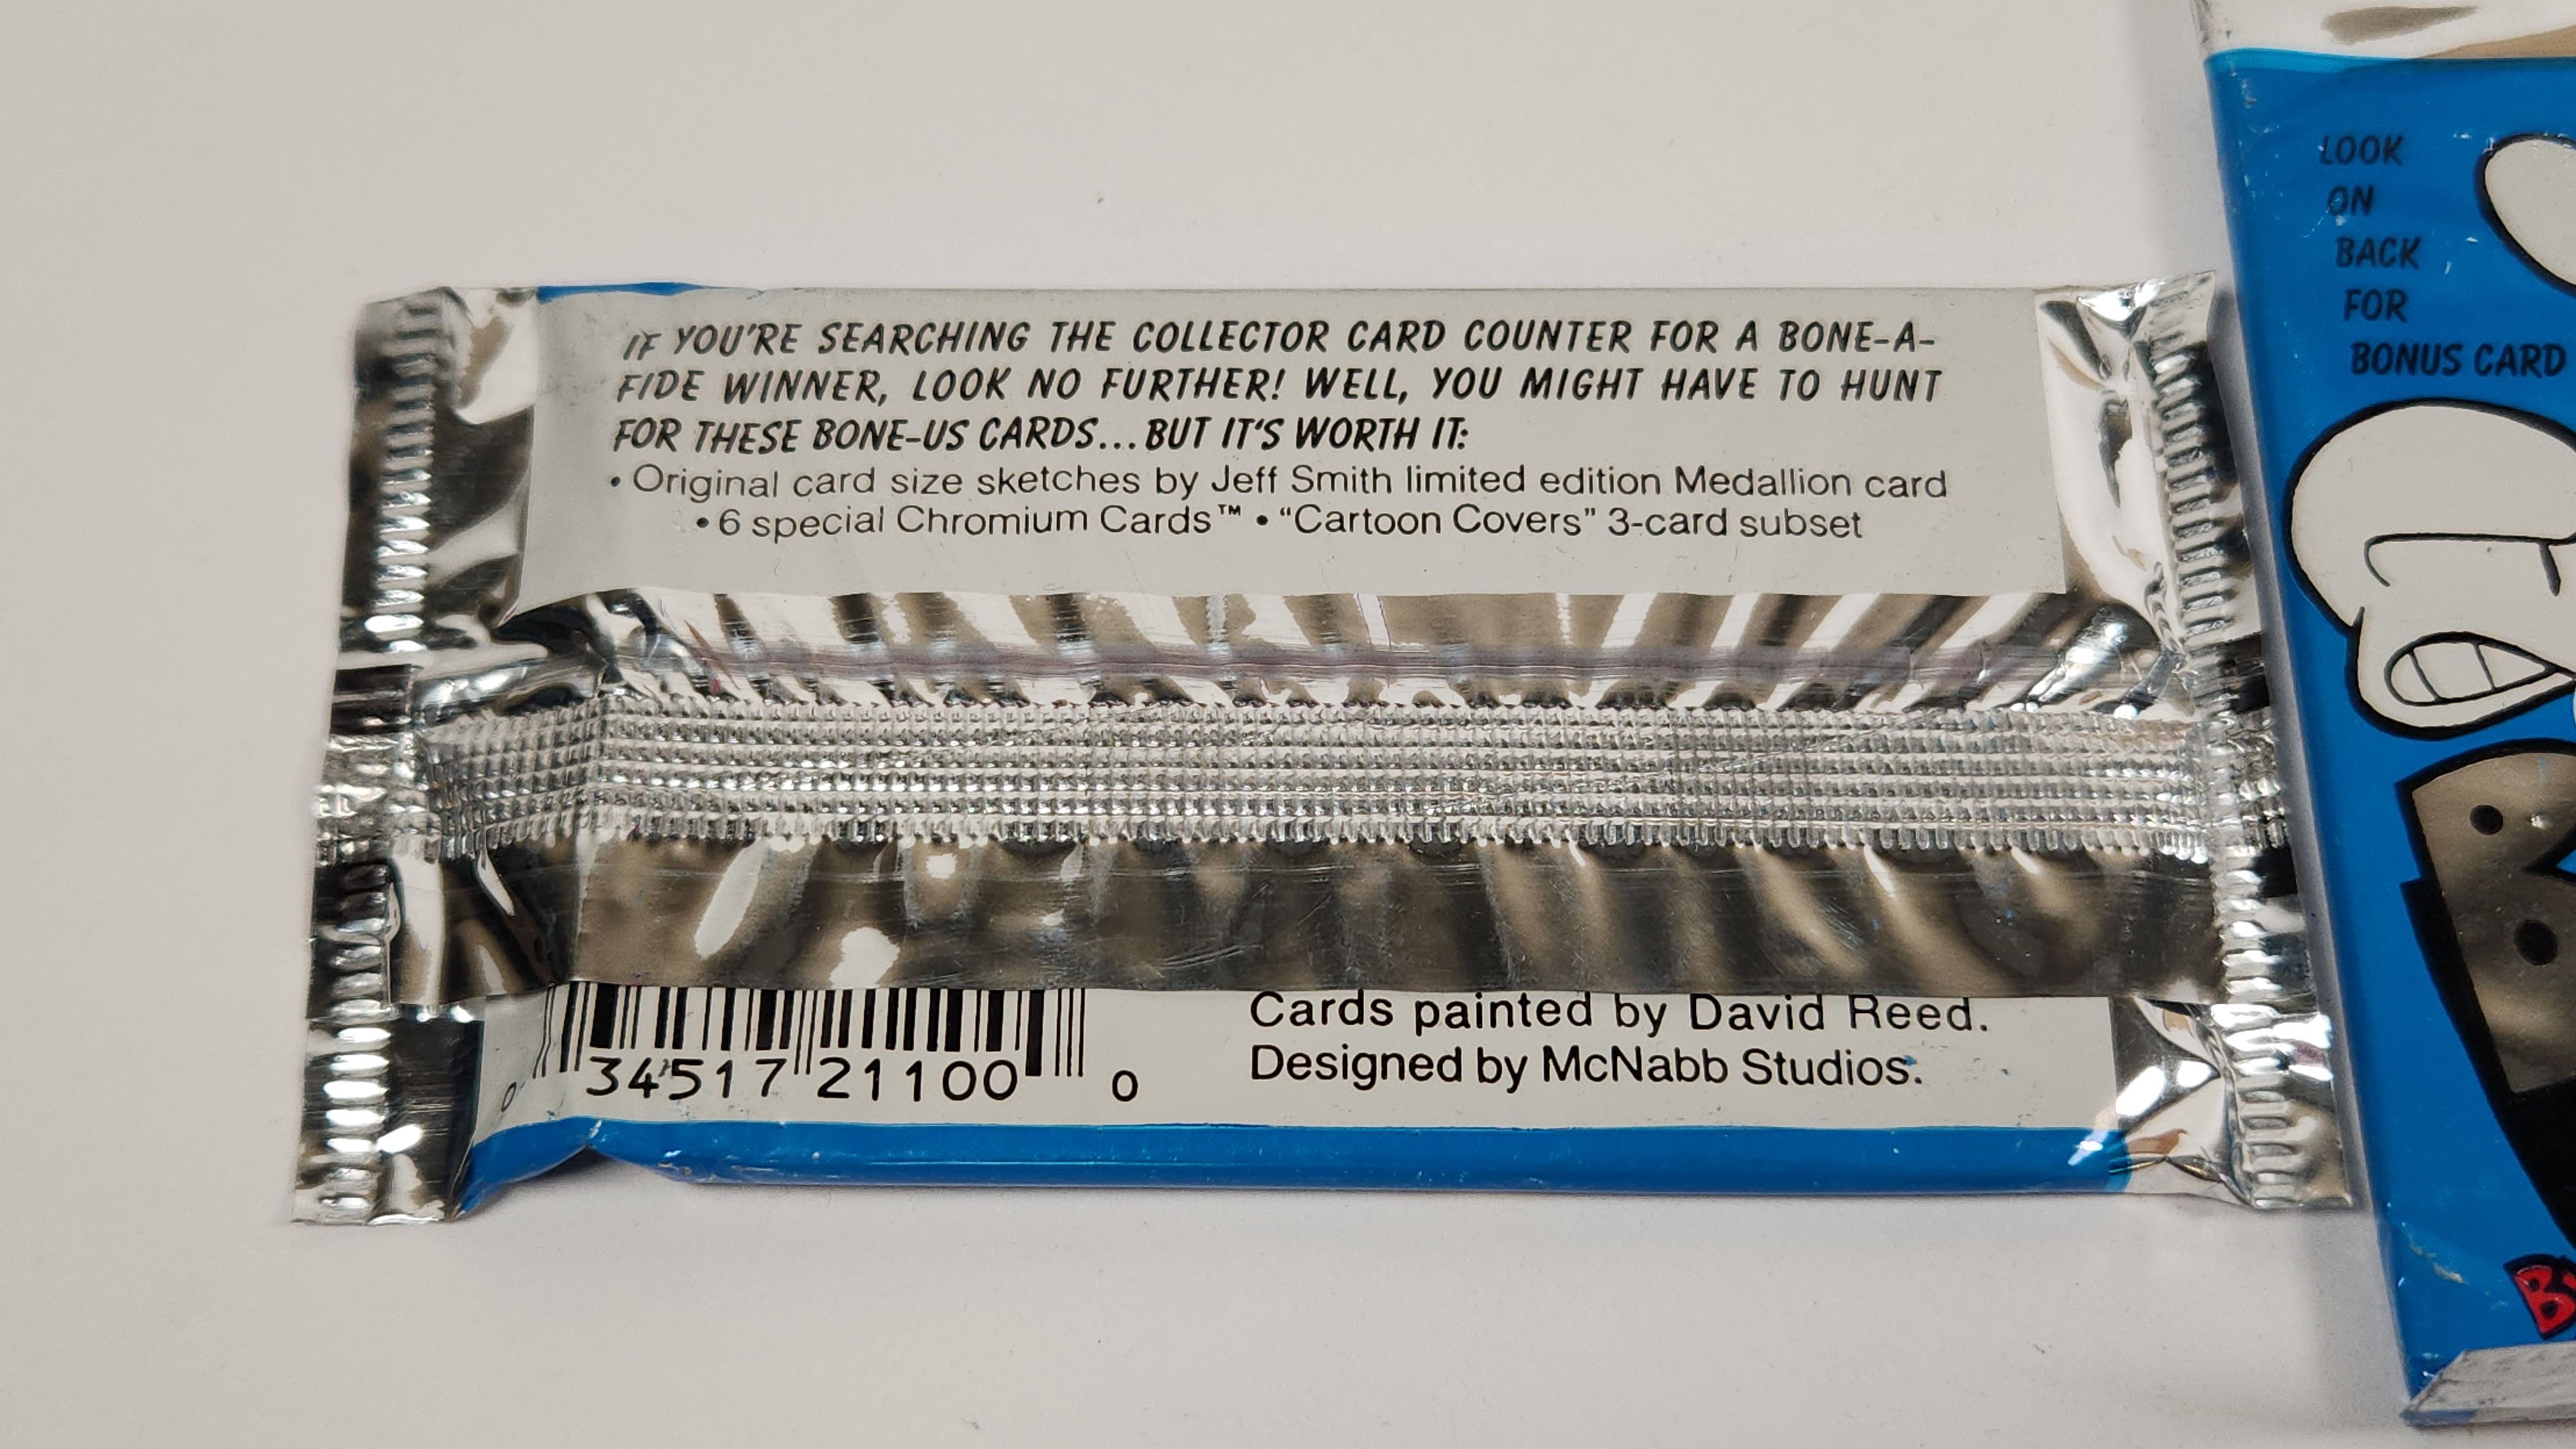 IF YOU'RE SEARCHING THE COLLECTOR CARD COUNTER FOR A BONE-A-
FIDE WINNER, LOOK NO FURTHER! WELL, YOU MIGHT HAVE TO HUNT
FOR THESE BONE-US CARDS...BUT IT'S WORTH IT:
• Original card size sketches by Jeff Smith limited edition Medallion card
• 6 special Chromium Cards™ • “Cartoon Covers” 3-card subset
Cards painted by David Reed.
Designed by McNabb Studios.
0 34517 21100 0
LOOK
ON
BACK
FOR
BONUS CARD